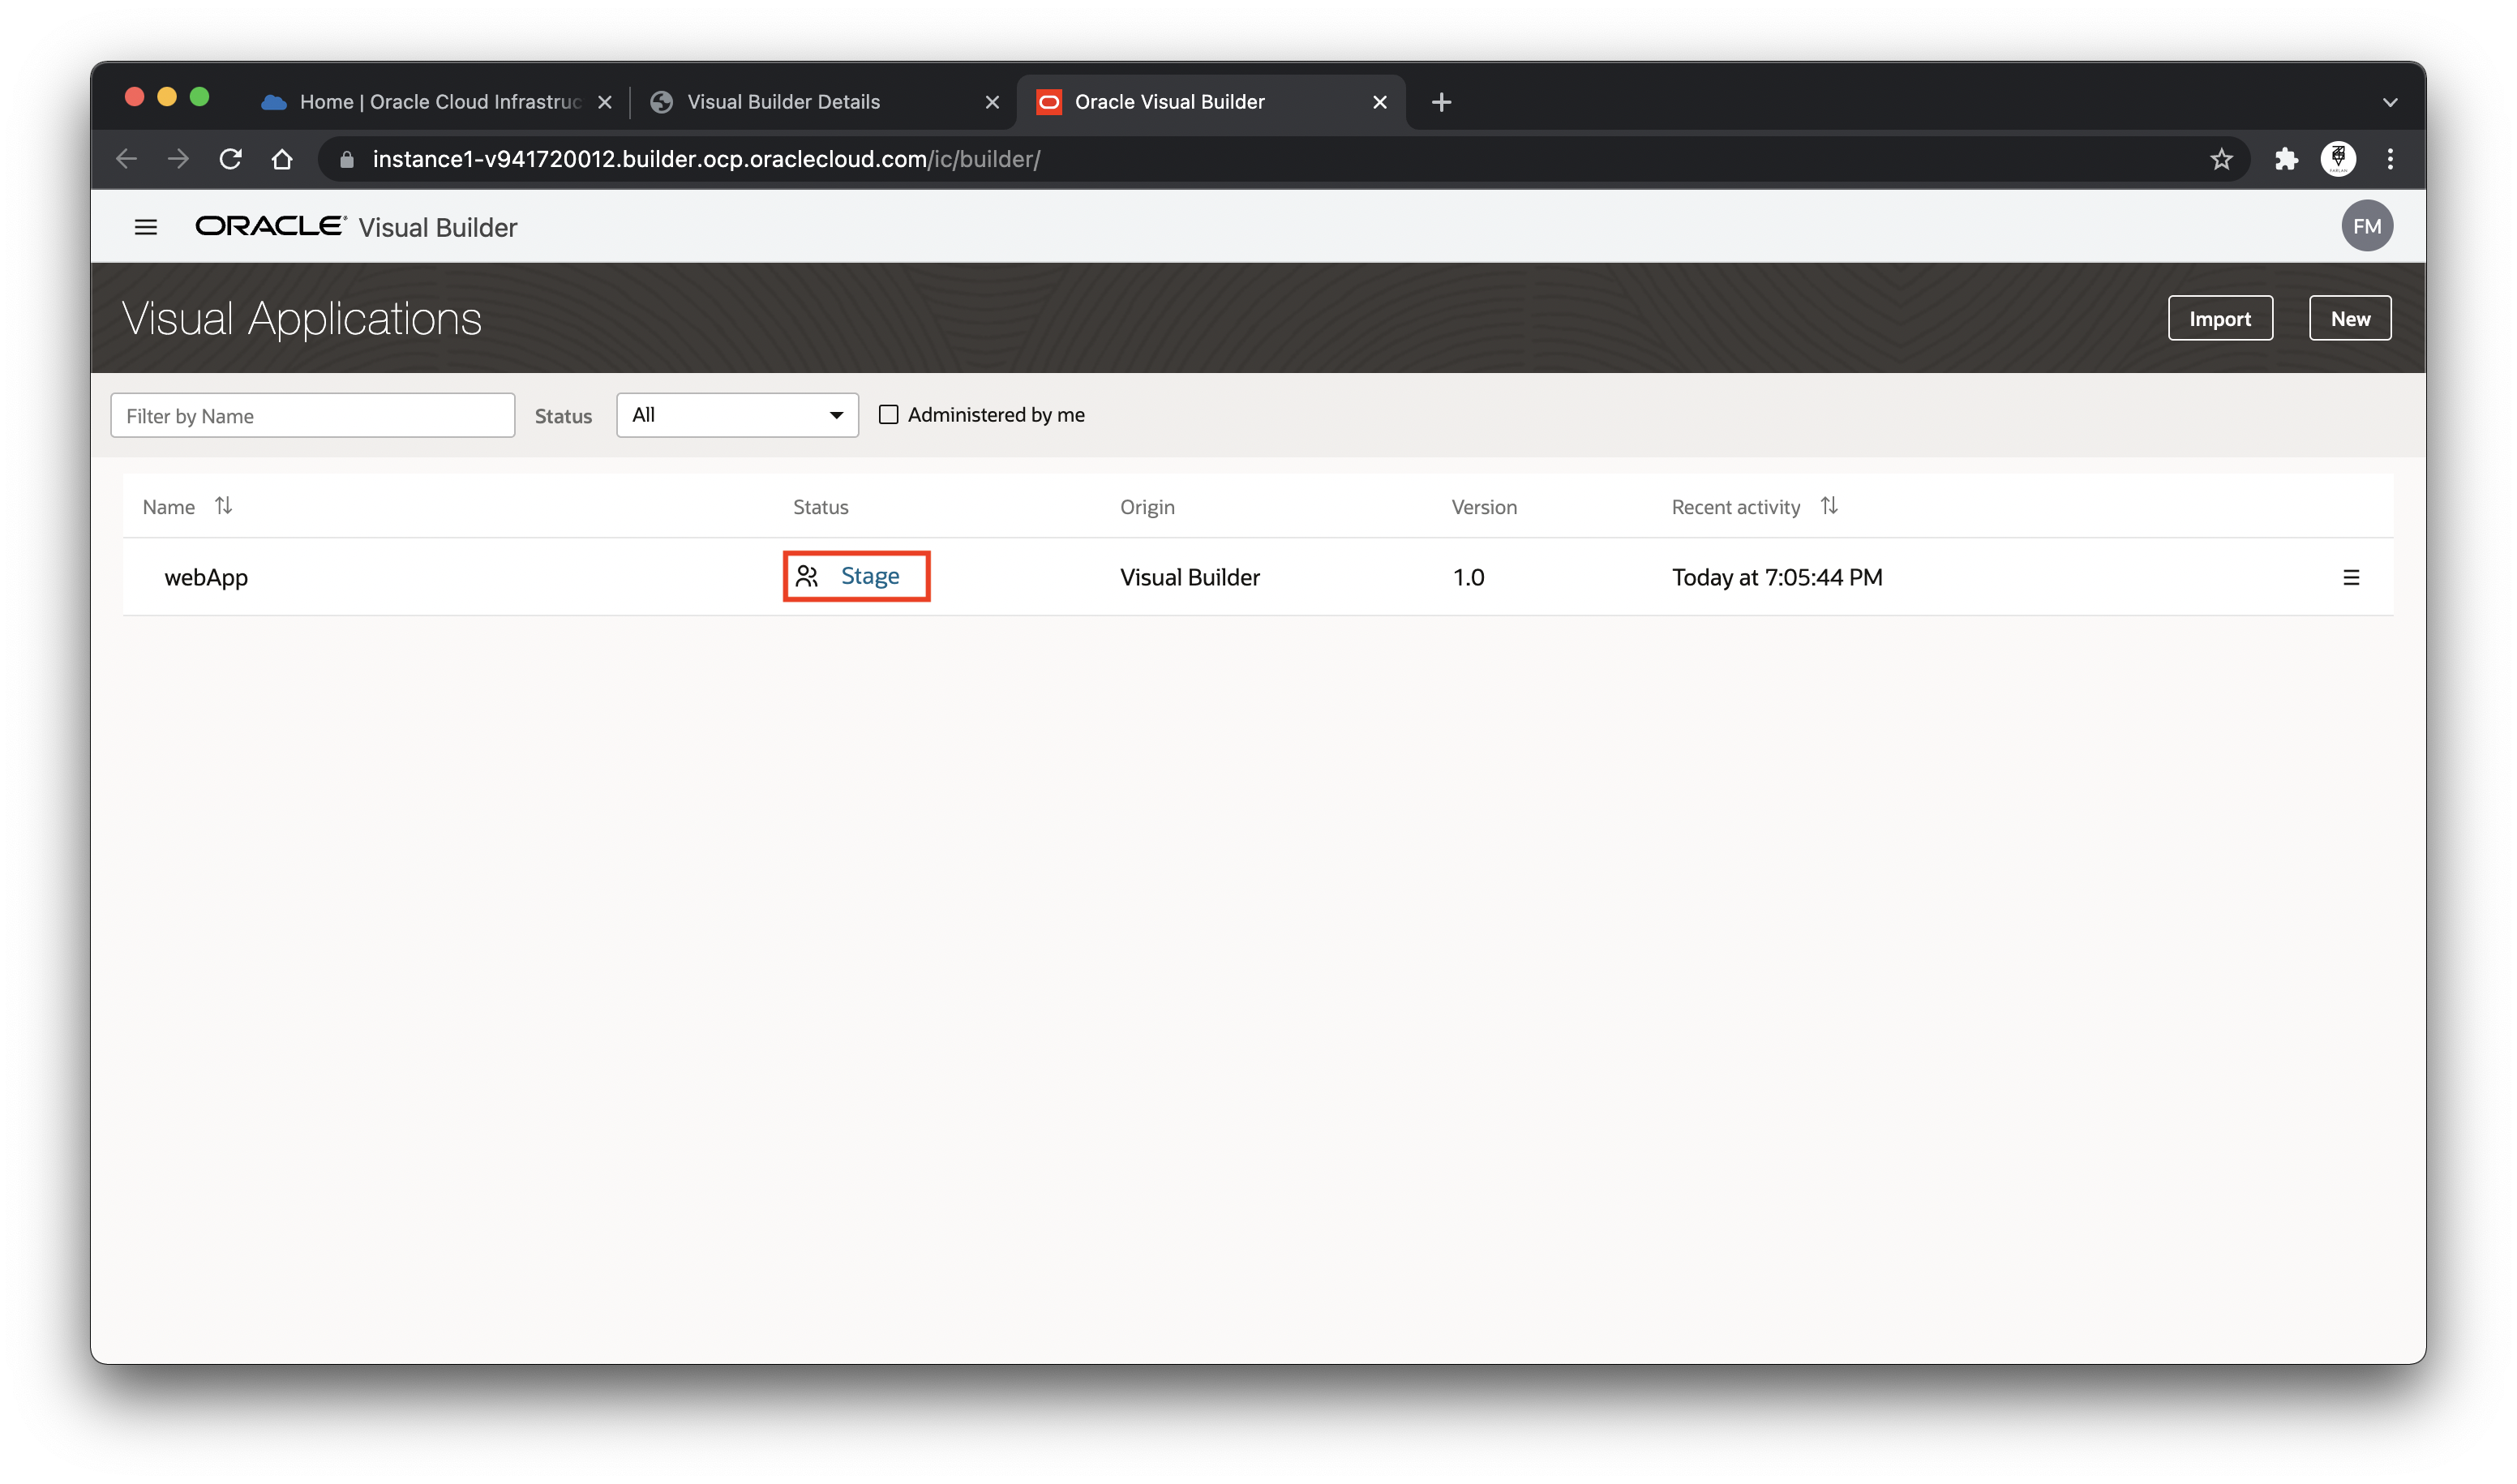 Home | Oracle Cloud Infrastruc
Visual Builder Details
Oracle Visual Builder
instance1-v941720012.builder.ocp.oraclecloud.com/ic/builder/
ORACLE Visual Builder
FM
Visual Applications
Import
New
Filter by Name
Status
All
Administered by me
Name
Status
Origin
Version
Recent activity
webApp
Stage
Visual Builder
1.0
Today at 7:05:44 PM